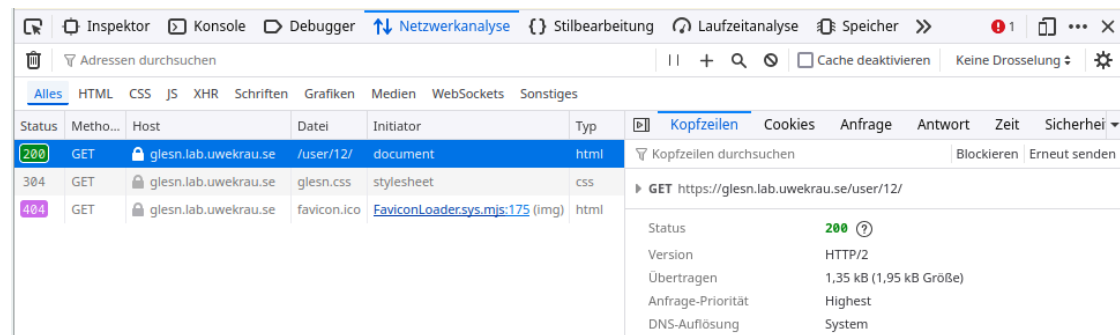 Inspektor Konsole Debugger Netzwerkanalyse {} Stilbearbeitung Laufzeitanalyse Speicher 1
Adressen durchsuchen Cache deaktivieren Keine Drosselung
Alles HTML CSS JS XHR Schriften Grafiken Medien WebSockets Sonstiges
Status Metho... Host Datei Initiator Typ
200 GET glesn.lab.uwekrau.se /user/12/ document html
304 GET glesn.lab.uwekrau.se glesn.css stylesheet css
404 GET glesn.lab.uwekrau.se favicon.ico FaviconLoader.sys.mjs:175 (img) html
Kopfzeilen Cookies Anfrage Antwort Zeit Sicherhei
Kopfzeilen durchsuchen Blockieren Erneut senden
GET https://glesn.lab.uwekrau.se/user/12/
Status 200
Version HTTP/2
Übertragen 1,35 kB (1,95 kB Größe)
Anfrage-Priorität Highest
DNS-Auflösung System